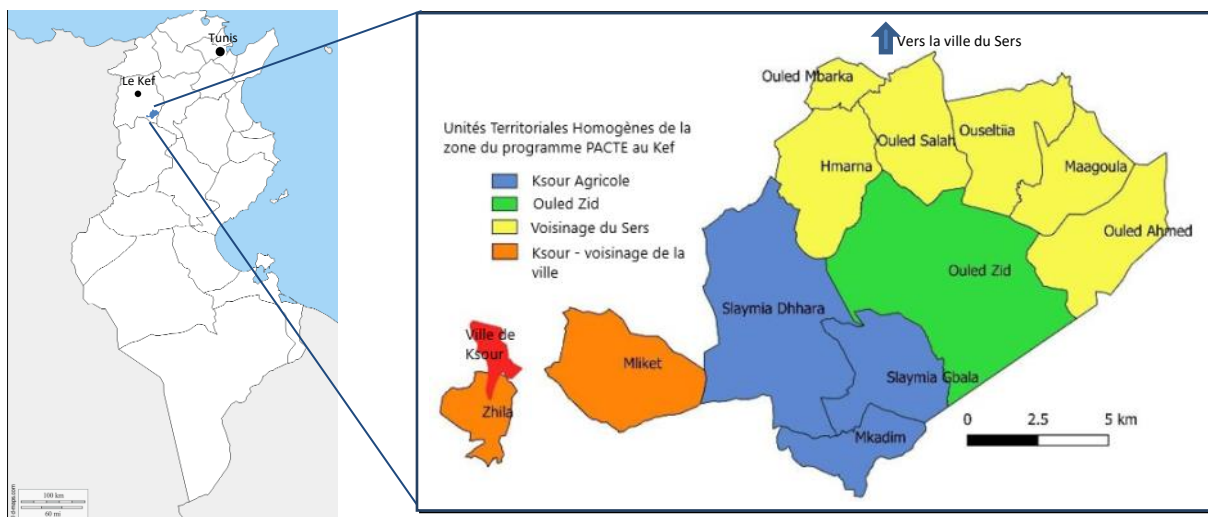 Tunis
Le Kef
100 km
60 mi
Vers la ville du Sers
Unités Territoriales Homogènes de la
zone du programme PACTE au Kef
Ksour Agricole
Ouled Zid
Voisinage du Sers
Ksour - voisinage de la
ville
Ouled Mbarka
Ouled Salah
Ouseltiia
Hmarna
Maagoula
Ouled Ahmed
Ouled Zid
Slaymia Dhhara
Ville de
Ksour
Mliket
Slaymia Gbala
Zhila
Mkadim
0 2.5 5 km